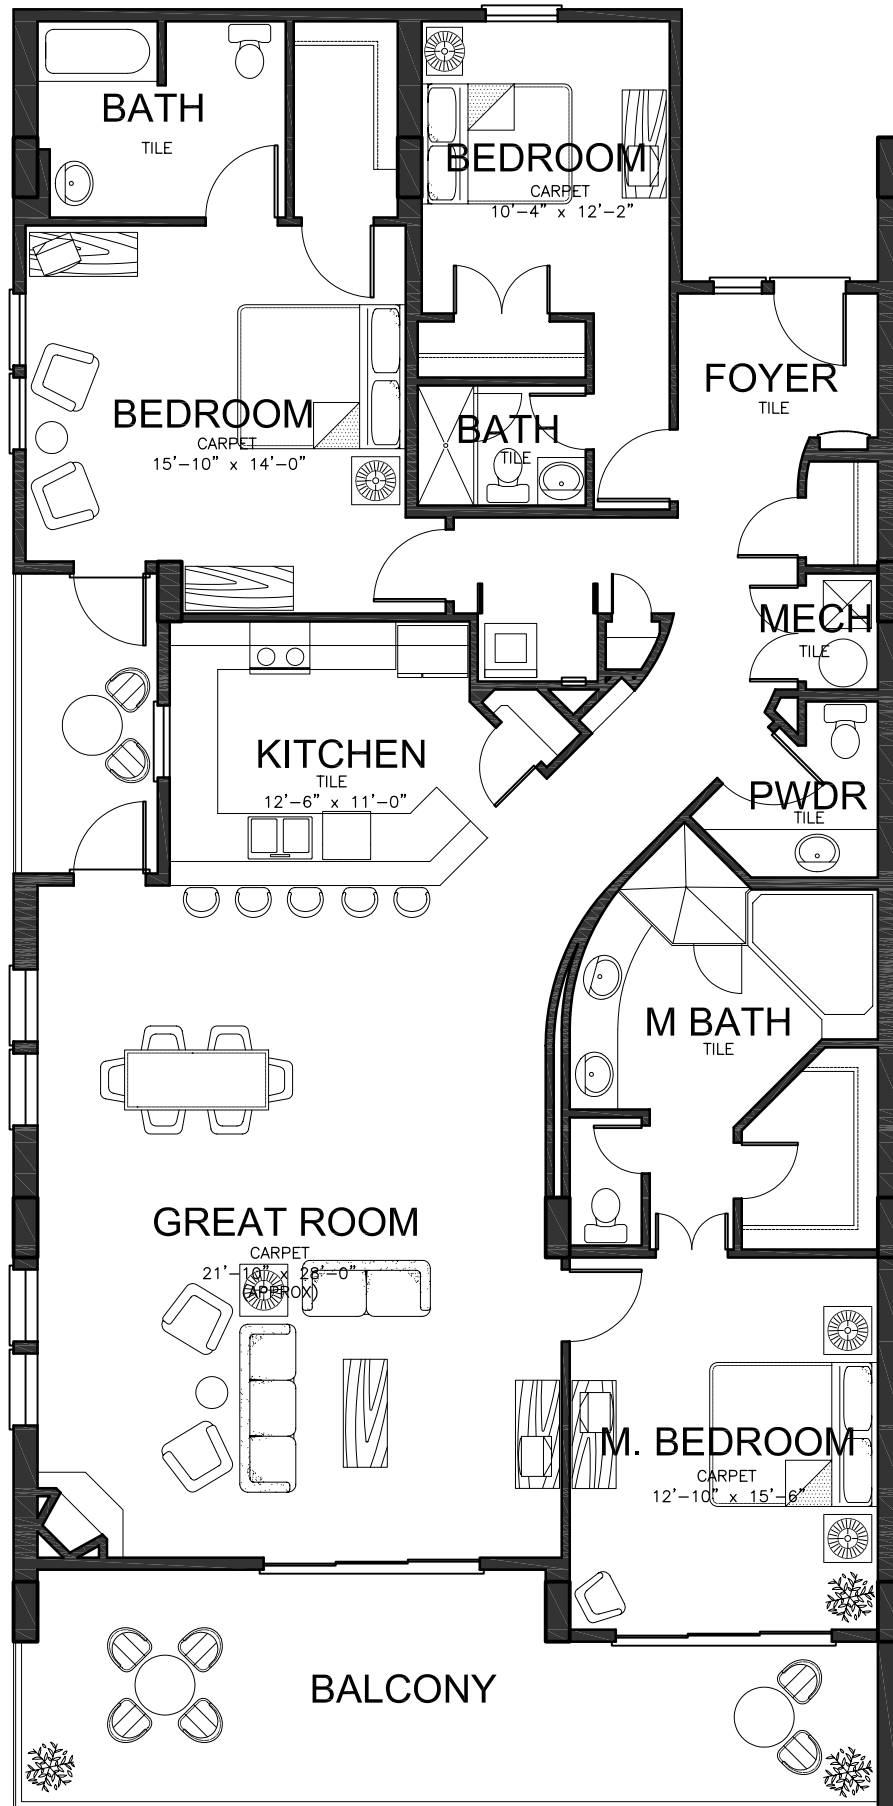 BATH
TILE
BEDROOM
CARPET
10'-4" x 12'-2"
FOYER
TILE
BEDROOM
CARPET
15'-10" x 14'-0"
BATH
TILE
MECH
TILE
KITCHEN
TILE
12'-6" x 11'-0"
PWDR
TILE
M BATH
TILE
GREAT ROOM
CARPET
21'-10" x 28'-0"
(APPROX)
M. BEDROOM
CARPET
12'-10" x 15'-6"
BALCONY